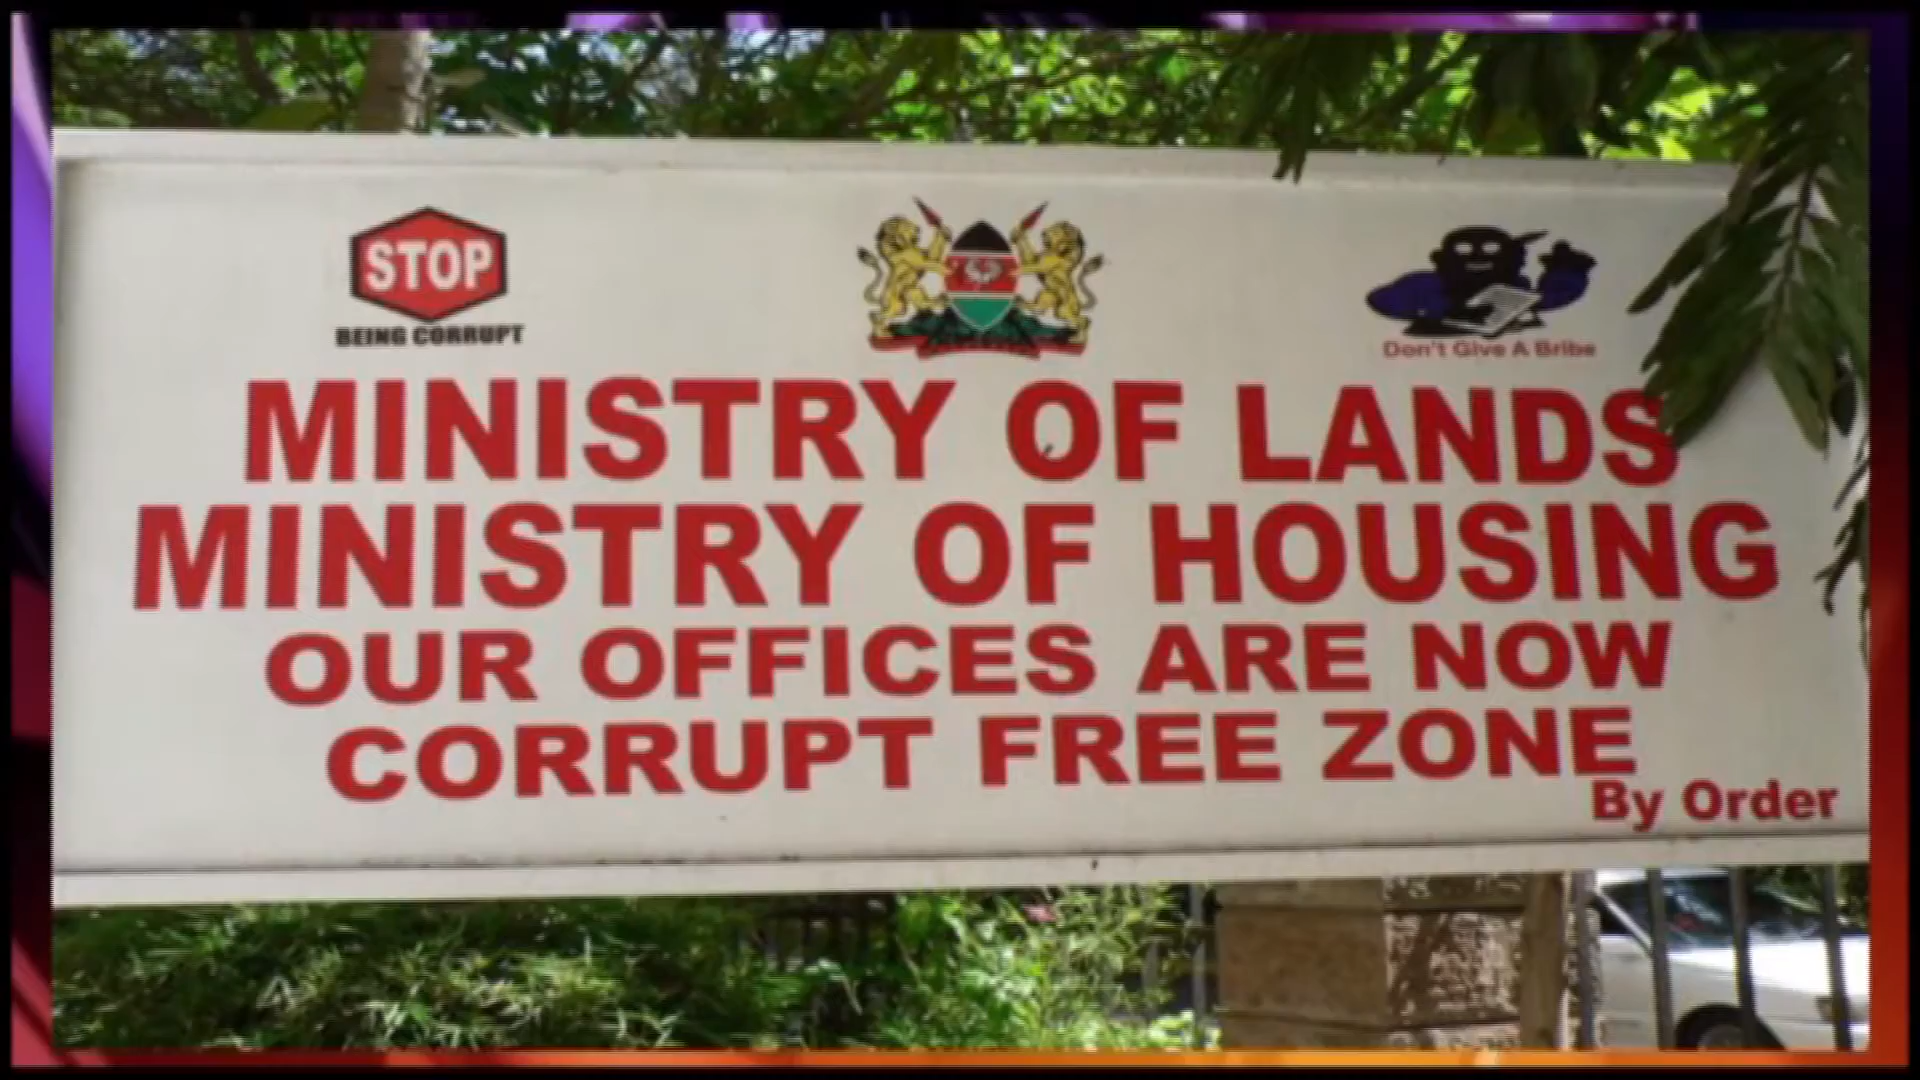 STOP
BEING CORRUPT
Don't Give A Bribe
MINISTRY OF LANDS
MINISTRY OF HOUSING
OUR OFFICES ARE NOW
CORRUPT FREE ZONE
By Order